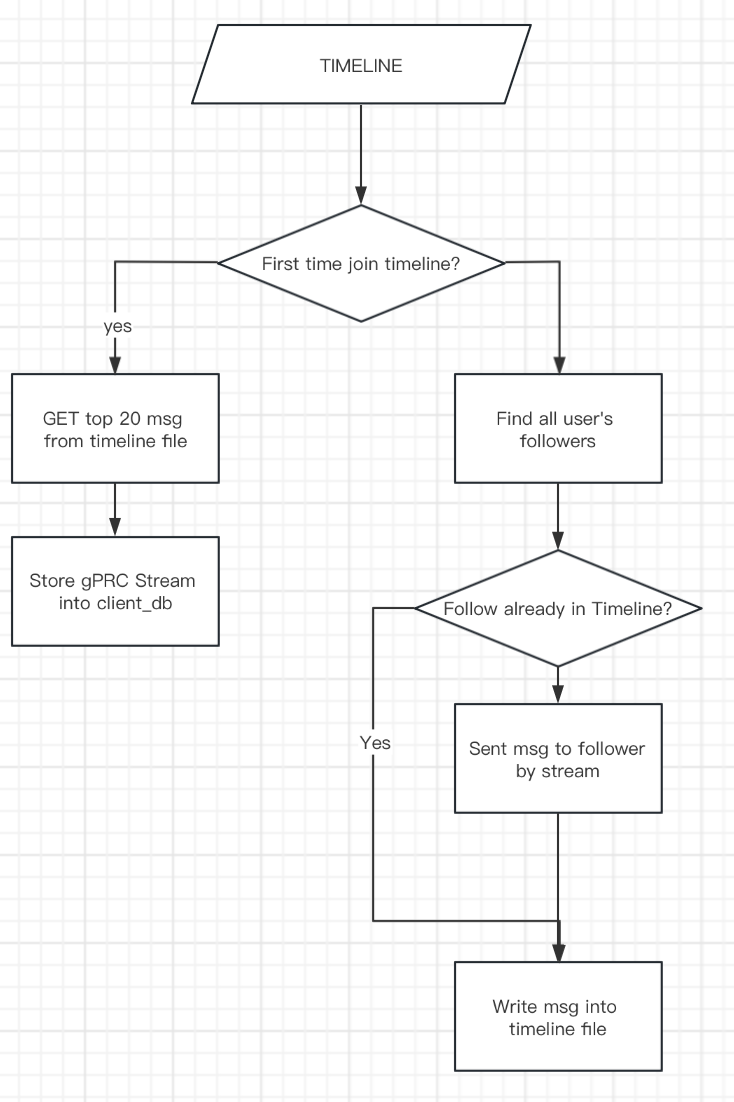 TIMELINE
First time join timeline?
yes
GET top 20 msg
from timeline file
Find all user's
followers
Store gPRC Stream
into client_db
Follow already in Timeline?
Yes
Sent msg to follower
by stream
Write msg into
timeline file